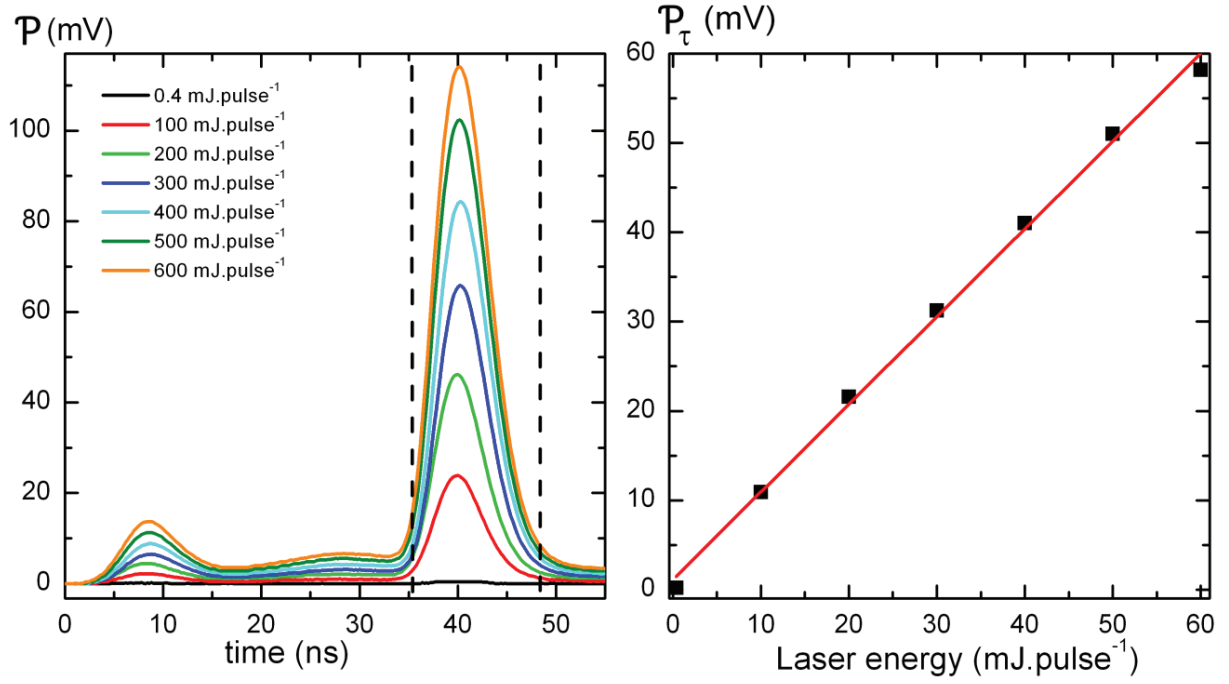 P (mV)
0.4 mJ.pulse⁻¹
100 mJ.pulse⁻¹
200 mJ.pulse⁻¹
300 mJ.pulse⁻¹
400 mJ.pulse⁻¹
500 mJ.pulse⁻¹
600 mJ.pulse⁻¹
100
80
60
40
20
0
0 10 20 30 40 50
time (ns)
Pτ (mV)
60
50
40
30
20
10
0
0 10 20 30 40 50 60
Laser energy (mJ.pulse⁻¹)